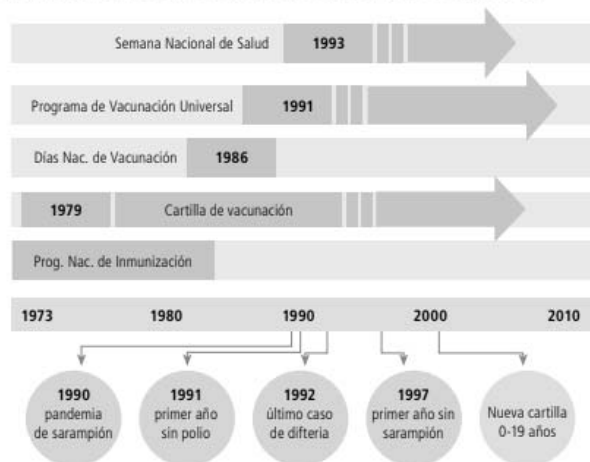 Semana Nacional de Salud 1993
Programa de Vacunación Universal 1991
Días Nac. de Vacunación 1986
1979 Cartilla de vacunación
Prog. Nac. de Inmunización
1973 1980 1990 2000 2010
1990
pandemia
de sarampión
1991
primer año
sin polio
1992
último caso
de difteria
1997
primer año sin
sarampión
Nueva cartilla
0-19 años